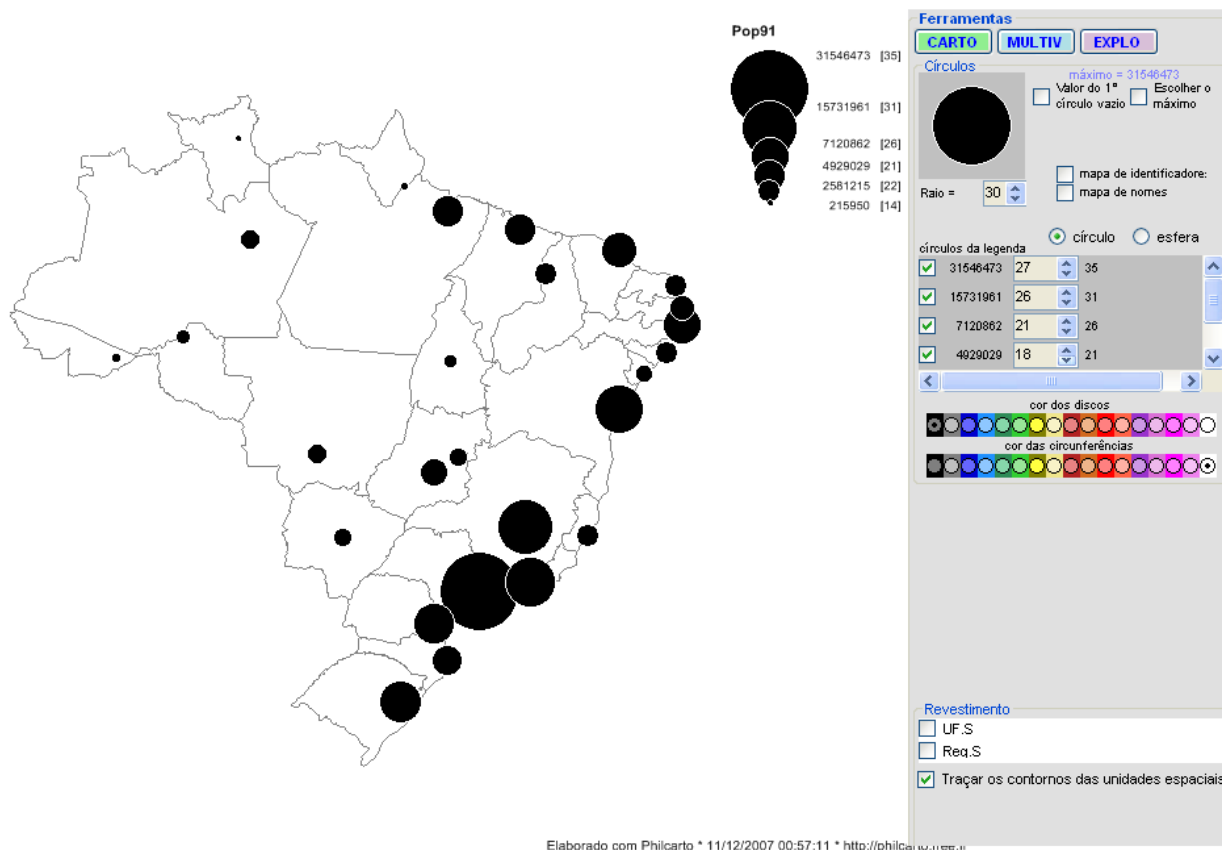 Pop91
31546473 [35]
15731961 [31]
7120862 [26]
4929029 [21]
2581215 [22]
215950 [14]
Ferramentas
CARTO MULTIV EXPLO
Círculos
máximo = 31546473
Valor do 1º círculo vazio
Escolher o máximo
Raio = 30
mapa de identificadore:
mapa de nomes
círculo esfera
círculos da legenda
31546473 27 35
15731961 26 31
7120862 21 26
4929029 18 21
cor dos discos
cor das circunferências
Revestimento
UF.S
Reg.S
Traçar os contornos das unidades espaciais
Elaborado com Philcarto * 11/12/2007 00:57:11 * http://philcarto.free.fr